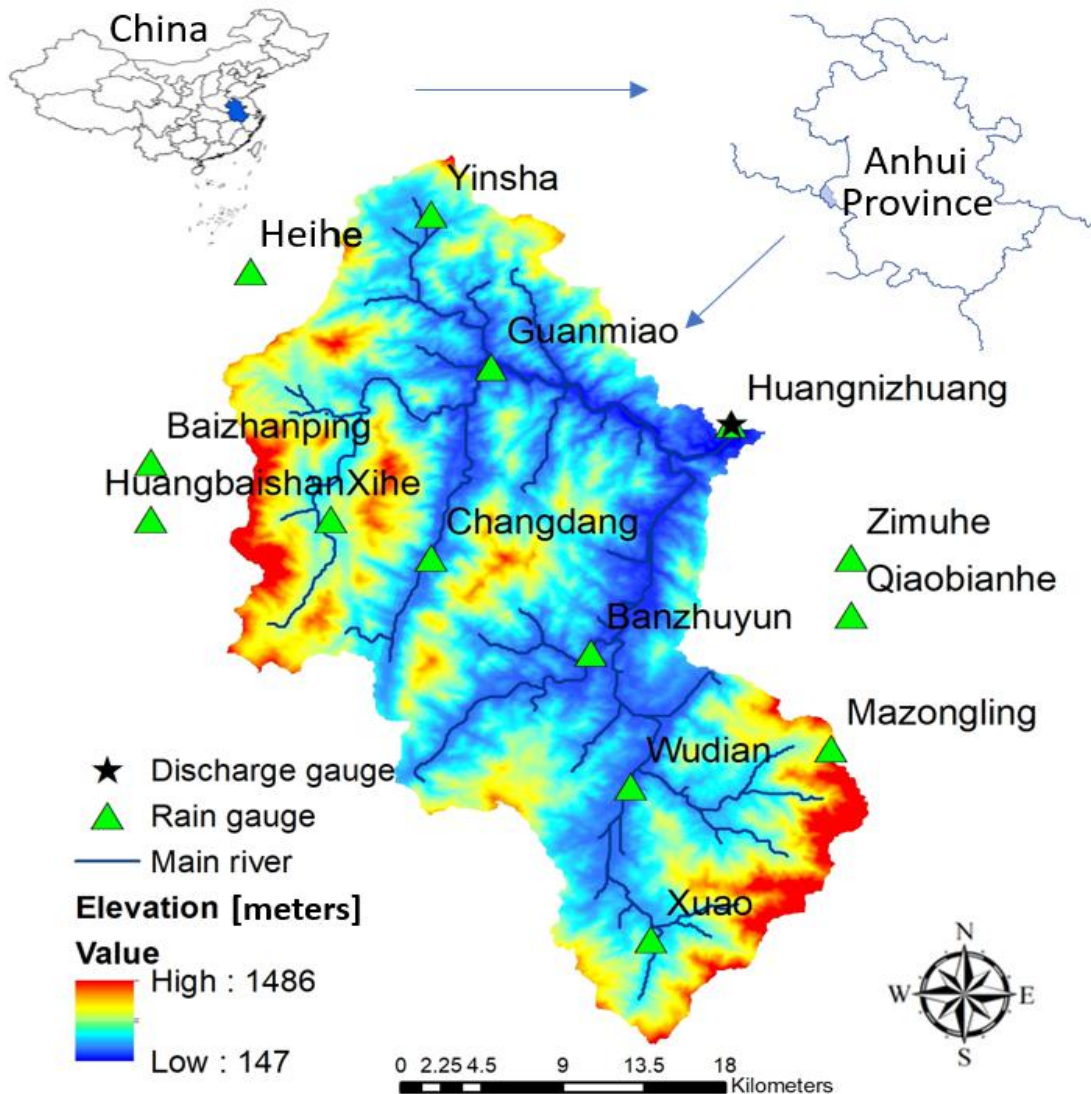 China
Anhui
Province
Yinsha
Heihe
Guanmiao
Huangnizhuang
Baizhanping
HuangbaishanXihe
Changdang
Zimuhe
Qiaobianhe
Banzhuyun
Mazongling
Wudian
Xuao
Discharge gauge
Rain gauge
Main river
Elevation [meters]
Value
High : 1486
Low : 147
N
W E
S
0 2.25 4.5 9 13.5 18
Kilometers